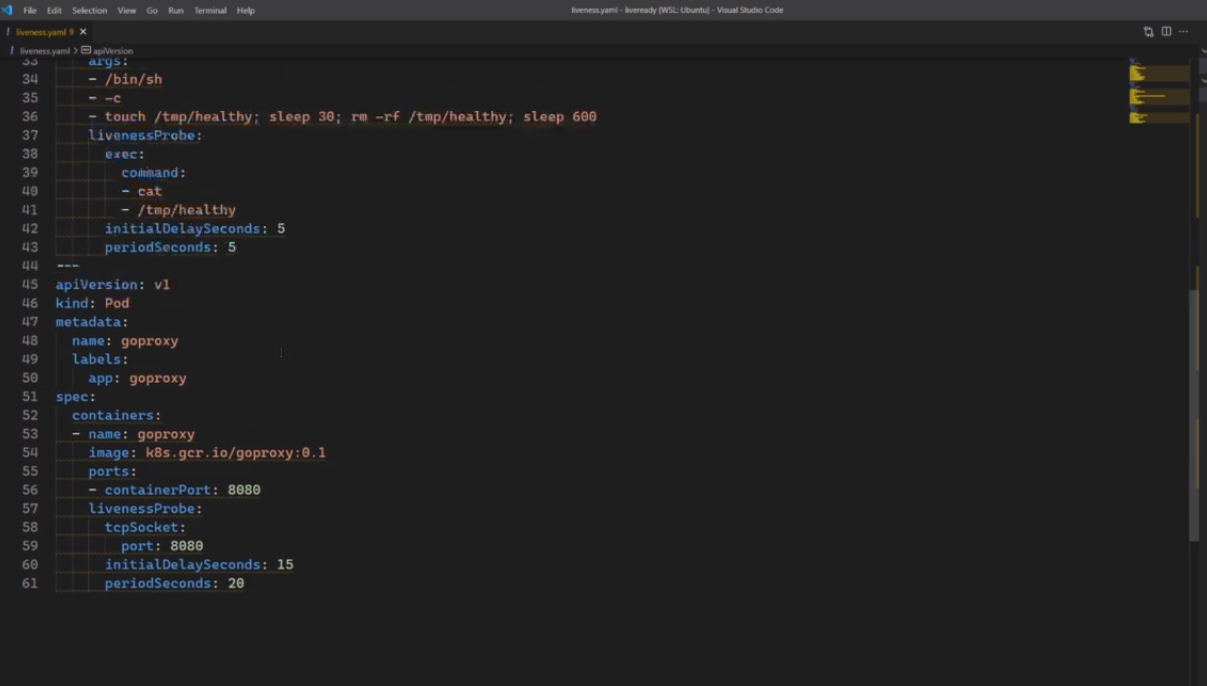 File Edit Selection View Go Run Terminal Help
liveness.yaml - liveready [WSL: Ubuntu] - Visual Studio Code
! liveness.yaml 9 ×
! liveness.yaml > apiVersion
33 args:
34 - /bin/sh
35 - -c
36 - touch /tmp/healthy; sleep 30; rm -rf /tmp/healthy; sleep 600
37 livenessProbe:
38 exec:
39 command:
40 - cat
41 - /tmp/healthy
42 initialDelaySeconds: 5
43 periodSeconds: 5
44 ---
45 apiVersion: v1
46 kind: Pod
47 metadata:
48 name: goproxy
49 labels:
50 app: goproxy
51 spec:
52 containers:
53 - name: goproxy
54 image: k8s.gcr.io/goproxy:0.1
55 ports:
56 - containerPort: 8080
57 livenessProbe:
58 tcpSocket:
59 port: 8080
60 initialDelaySeconds: 15
61 periodSeconds: 20